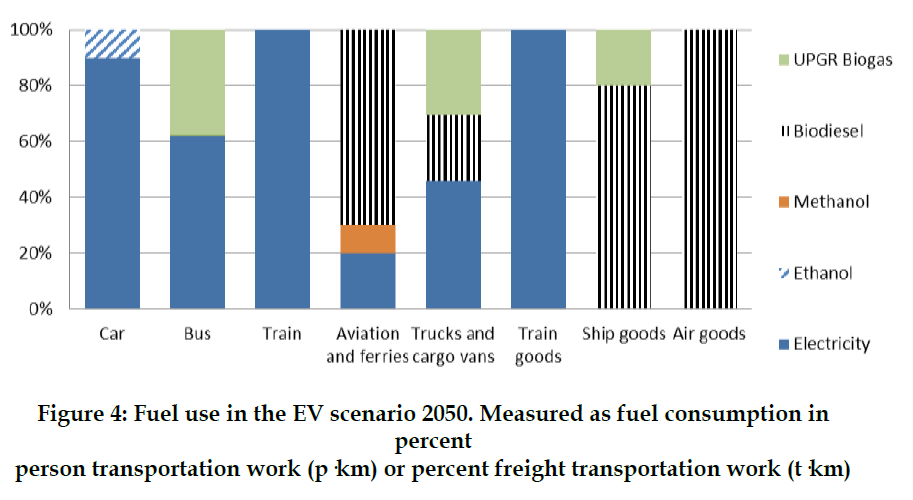 100%
80%
60%
40%
20%
0%
Car Bus Train Aviation Trucks and Train Ship goods Air goods
and ferries cargo vans goods
UPGR Biogas
Biodiesel
Methanol
Ethanol
Electricity
Figure 4: Fuel use in the EV scenario 2050. Measured as fuel consumption in
percent
person transportation work (p·km) or percent freight transportation work (t·km)